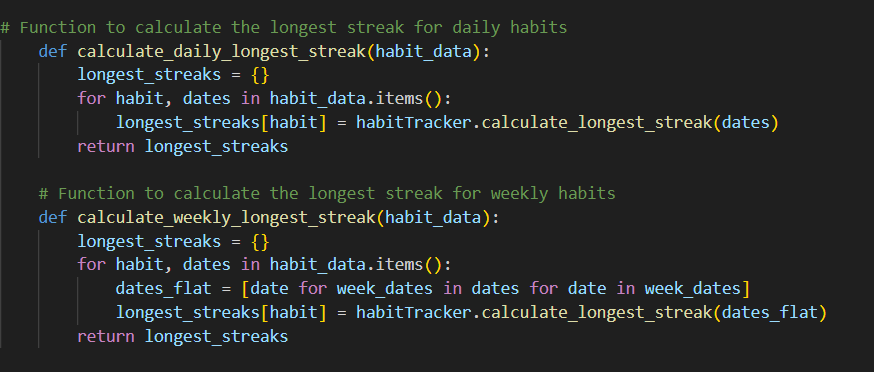 # Function to calculate the longest streak for daily habits
    def calculate_daily_longest_streak(habit_data):
        longest_streaks = {}
        for habit, dates in habit_data.items():
            longest_streaks[habit] = habitTracker.calculate_longest_streak(dates)
        return longest_streaks

    # Function to calculate the longest streak for weekly habits
    def calculate_weekly_longest_streak(habit_data):
        longest_streaks = {}
        for habit, dates in habit_data.items():
            dates_flat = [date for week_dates in dates for date in week_dates]
            longest_streaks[habit] = habitTracker.calculate_longest_streak(dates_flat)
        return longest_streaks